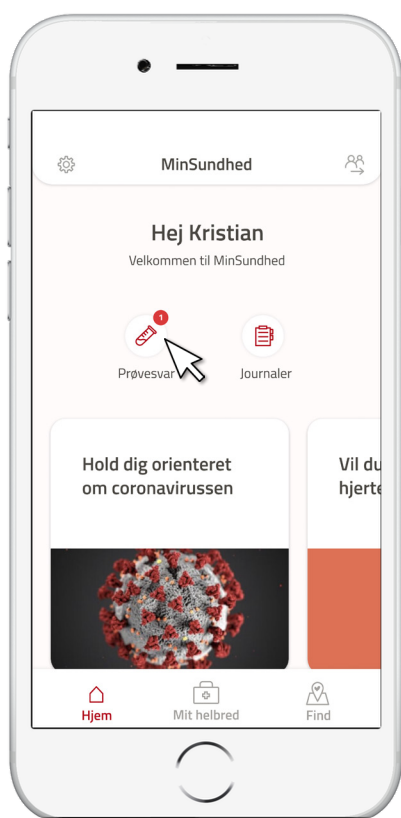 MinSundhed
Hej Kristian
Velkommen til MinSundhed
1
Prøvesvar
Journaler
Hold dig orienteret
om coronavirussen
Vil du
hjerte
Hjem
Mit helbred
Find